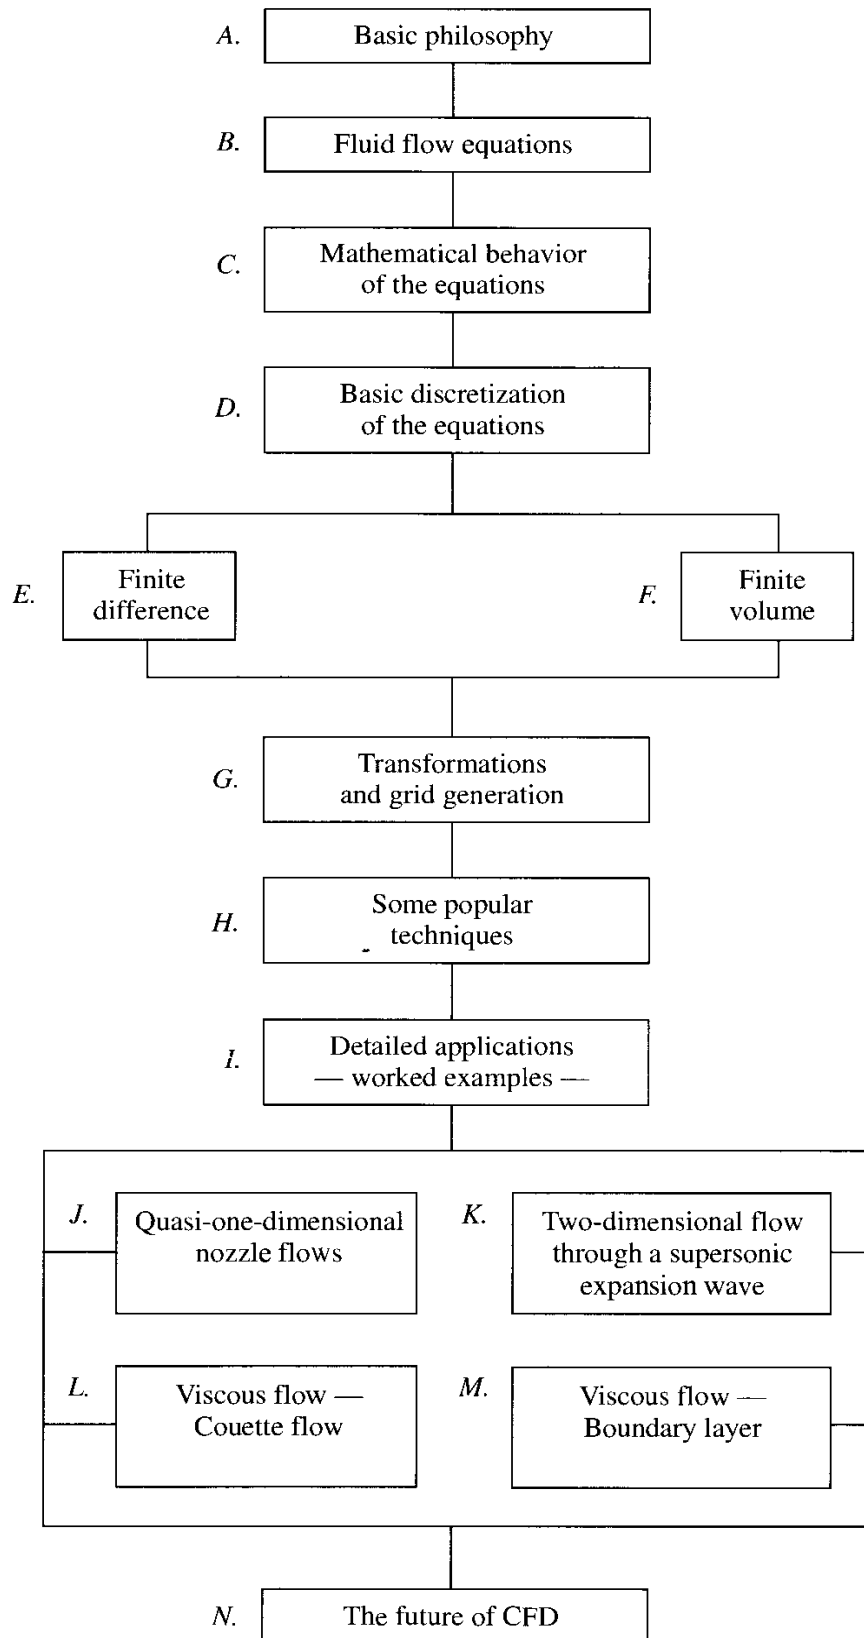 A. Basic philosophy
B. Fluid flow equations
C. Mathematical behavior
of the equations
D. Basic discretization
of the equations
E. Finite
difference
F. Finite
volume
G. Transformations
and grid generation
H. Some popular
techniques
I. Detailed applications
— worked examples —
J. Quasi-one-dimensional
nozzle flows
K. Two-dimensional flow
through a supersonic
expansion wave
L. Viscous flow —
Couette flow
M. Viscous flow —
Boundary layer
N. The future of CFD